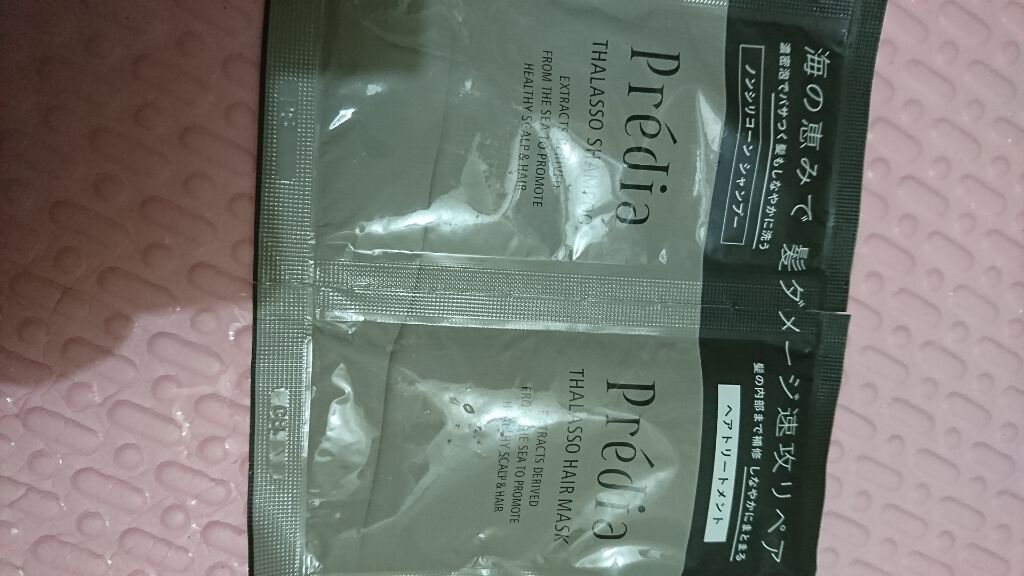 海の恵みで 髪ダメージ速攻リペア
濃密泡でパサつく髪もしなやかに洗う
ノンシリコーン シャンプー
Prédia
THALASSO SHAMPOO
EXTRACTS DERIVED
FROM THE SEA TO PROMOTE
HEALTHY SCALP & HAIR
髪の内部まで補修 しなやかにまとまる
ヘアトリートメント
Prédia
THALASSO HAIR MASK
EXTRACTS DERIVED
FROM THE SEA TO PROMOTE
HEALTHY SCALP & HAIR